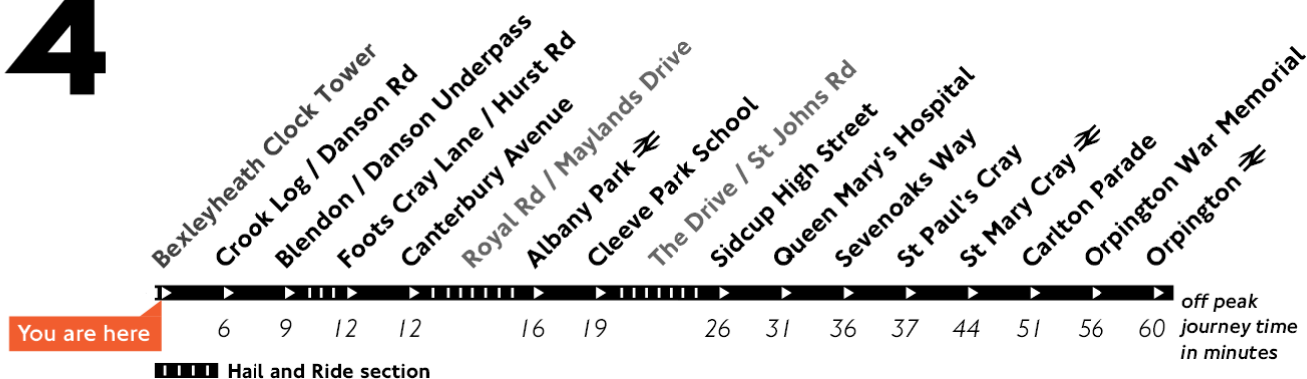 4
Bexleyheath Clock Tower
Crook Log / Danson Rd
Blendon / Danson Underpass
Foots Cray Lane / Hurst Rd
Canterbury Avenue
Royal Rd / Maylands Drive
Albany Park
Cleeve Park School
The Drive / St Johns Rd
Sidcup High Street
Queen Mary's Hospital
Sevenoaks Way
St Paul's Cray
St Mary Cray
Carlton Parade
Orpington War Memorial
Orpington
You are here
6 9 12 12 16 19 26 31 36 37 44 51 56 60
off peak
journey time
in minutes
Hail and Ride section